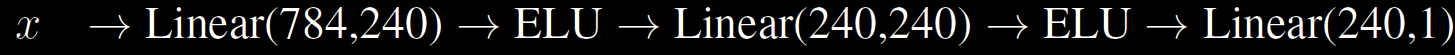 x → Linear(784,240) → ELU → Linear(240,240) → ELU → Linear(240,1)